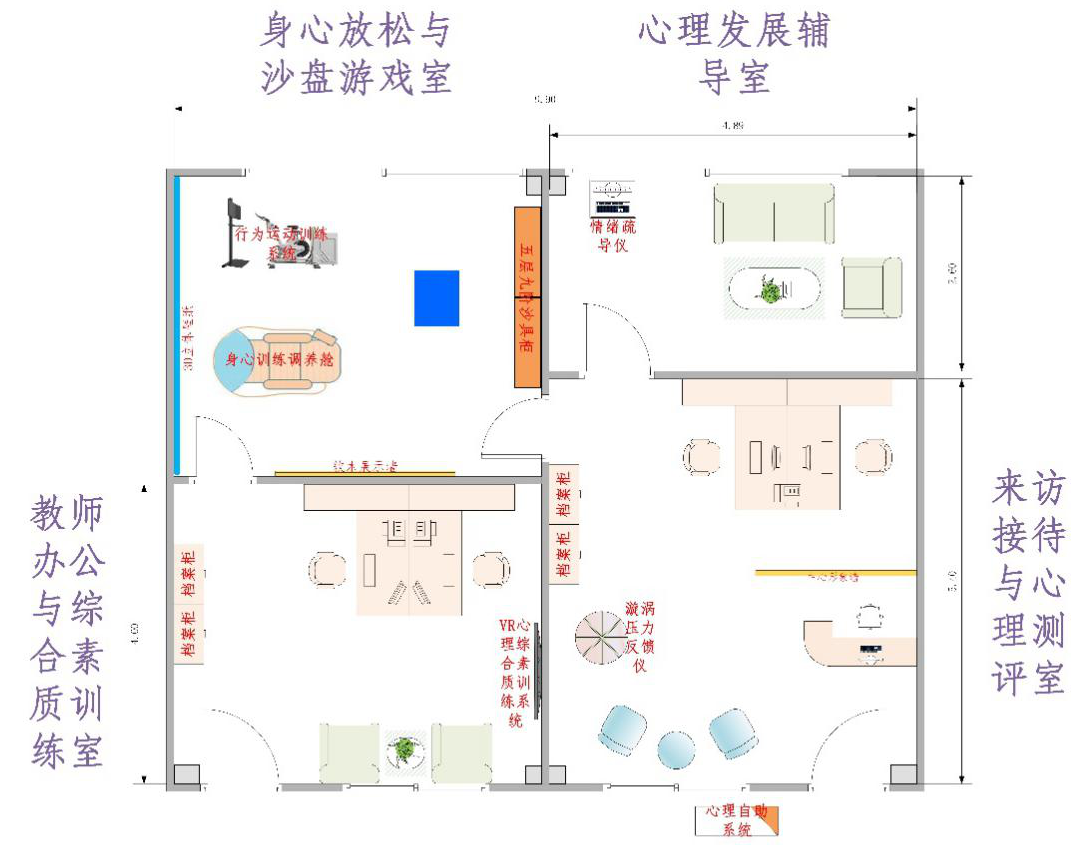 身心放松与
沙盘游戏室
心理发展辅
导室
9.90
4.89
行为运动训练
系统
情绪疏
导仪
五层九阶沙具柜
身心训练调养舱
教师
办公
与综
合素
质训
练室
来访
接待
与心
理测
评室
档案柜
档案柜
档案柜
档案柜
4.00
VR心
理综
合素
质训
练系
统
漩涡
压力
反馈
仪
心理自助
系统